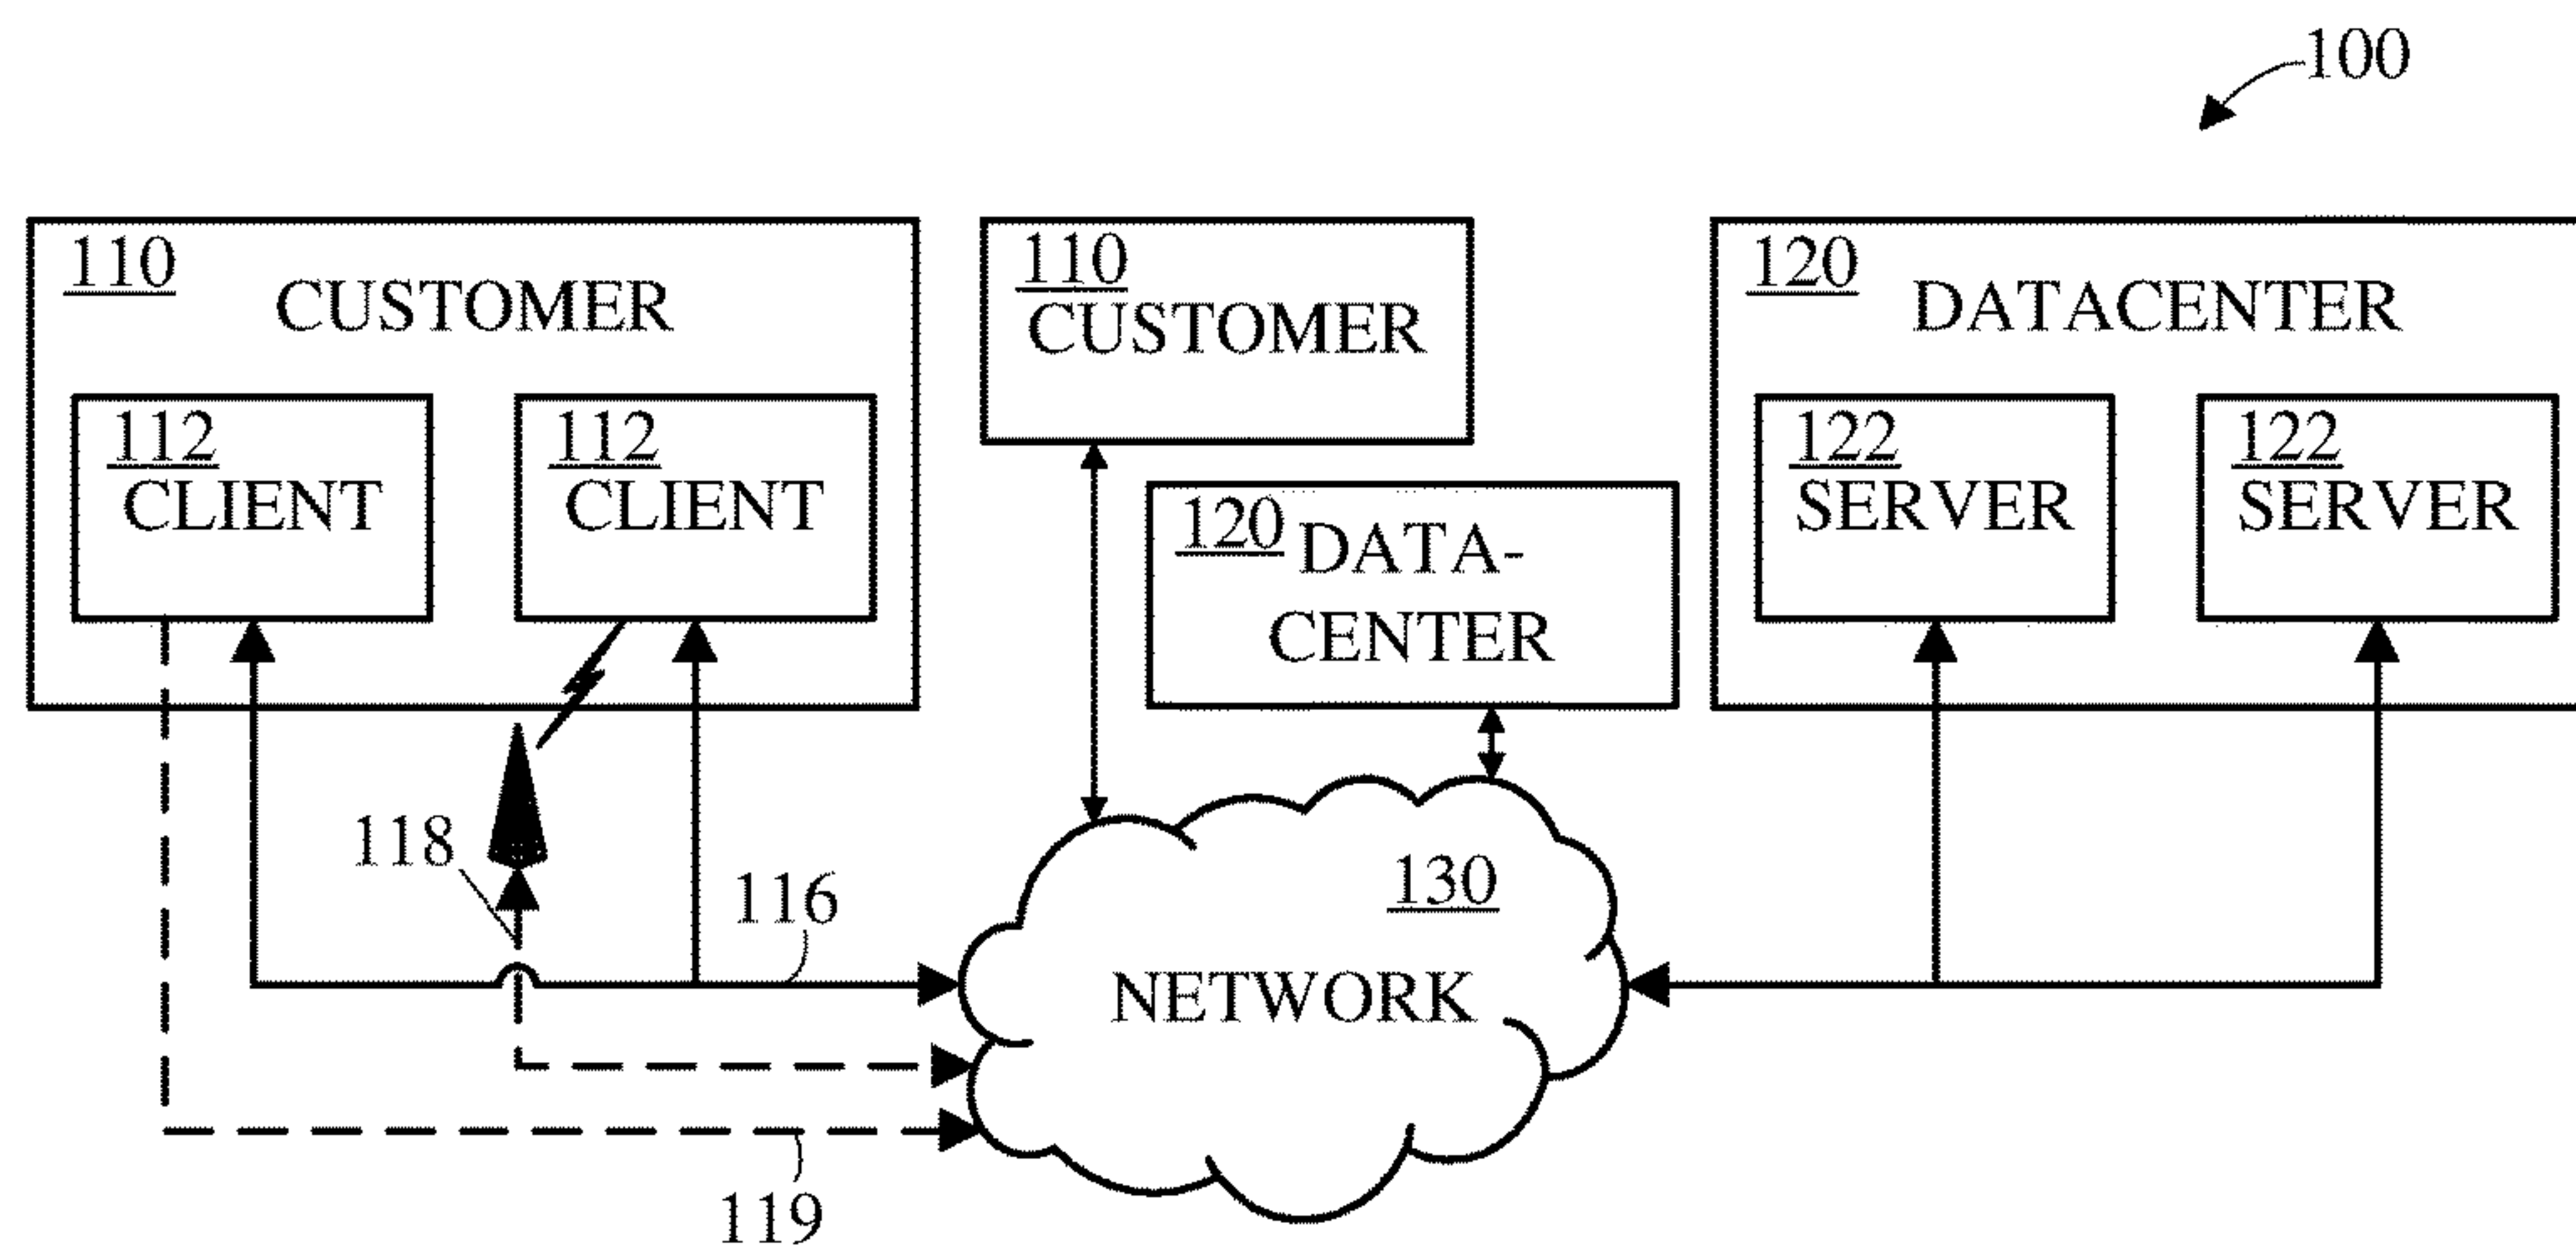 100
110
CUSTOMER
112
CLIENT
112
CLIENT
110
CUSTOMER
120 DATA-
CENTER
120
DATACENTER
122
SERVER
122
SERVER
118
116
119
130
NETWORK